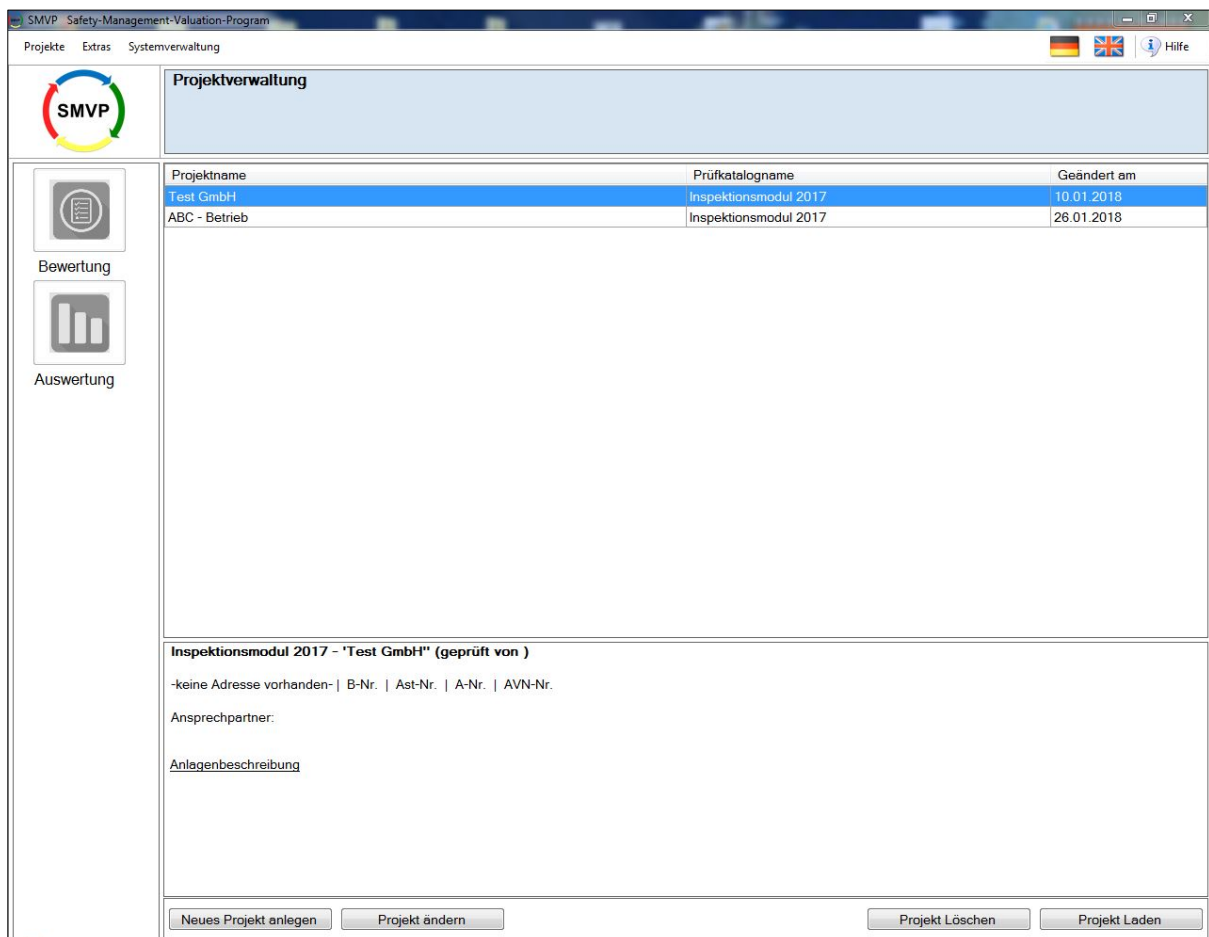 SMVP Safety-Management-Valuation-Program
Projekte Extras Systemverwaltung Hilfe
SMVP
Projektverwaltung
Bewertung
Auswertung
Projektname Prüfkatalogname Geändert am
Test GmbH Inspektionsmodul 2017 10.01.2018
ABC - Betrieb Inspektionsmodul 2017 26.01.2018
Inspektionsmodul 2017 - 'Test GmbH'' (geprüft von )
-keine Adresse vorhanden- | B-Nr. | Ast-Nr. | A-Nr. | AVN-Nr.
Ansprechpartner:
Anlagenbeschreibung
Neues Projekt anlegen Projekt ändern Projekt Löschen Projekt Laden